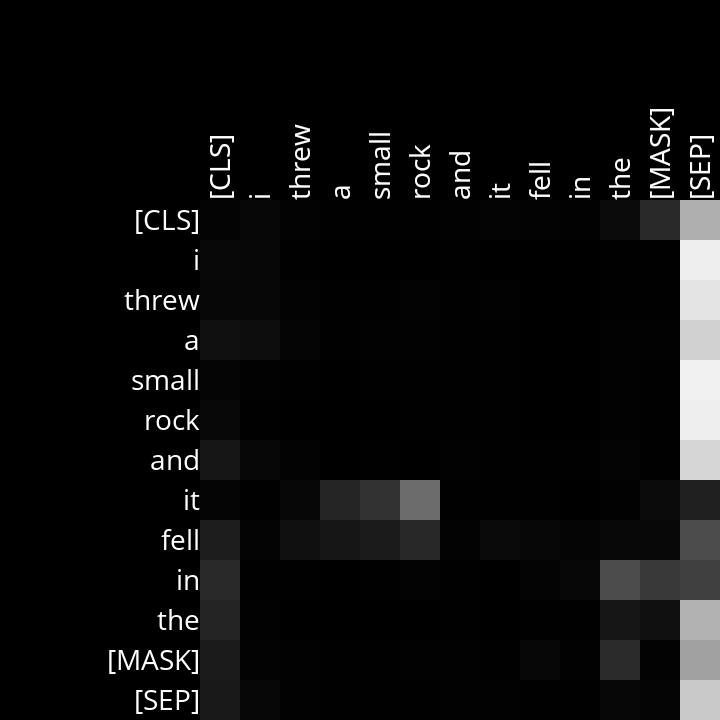 [CLS] i threw a small rock and it fell in the [MASK] [SEP]
[CLS]
i
threw
a
small
rock
and
it
fell
in
the
[MASK]
[SEP]